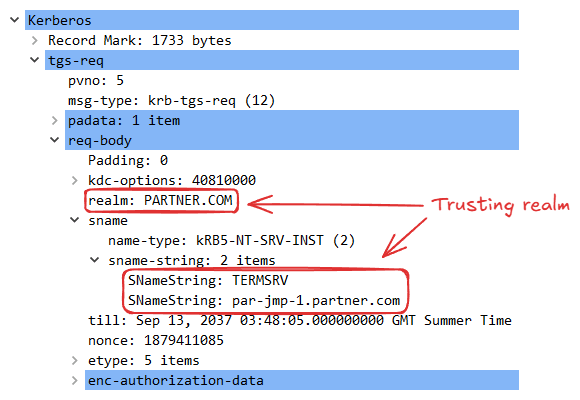 Kerberos
Record Mark: 1733 bytes
tgs-req
pvno: 5
msg-type: krb-tgs-req (12)
padata: 1 item
req-body
Padding: 0
kdc-options: 40810000
realm: PARTNER.COM
Trusting realm
sname
name-type: kRB5-NT-SRV-INST (2)
sname-string: 2 items
SNameString: TERMSRV
SNameString: par-jmp-1.partner.com
till: Sep 13, 2037 03:48:05.000000000 GMT Summer Time
nonce: 1879411085
etype: 5 items
enc-authorization-data